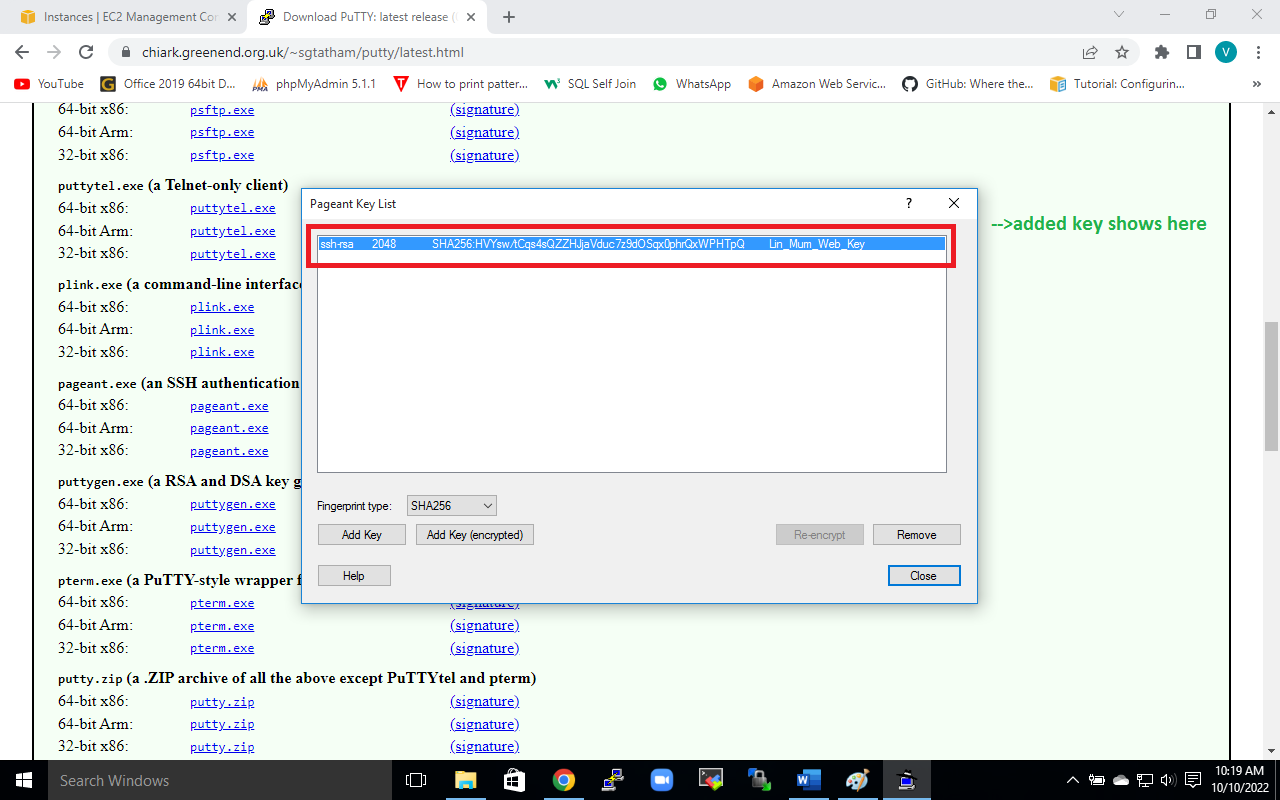 Instances | EC2 Management Con
Download PuTTY: latest release (
chiark.greenend.org.uk/~sgtatham/putty/latest.html
V
YouTube
Office 2019 64bit D...
phpMyAdmin 5.1.1
How to print patter...
SQL Self Join
WhatsApp
Amazon Web Servic...
GitHub: Where the...
Tutorial: Configurin...
»
64-bit x86: psftp.exe (signature)
64-bit Arm: psftp.exe (signature)
32-bit x86: psftp.exe (signature)
puttytel.exe (a Telnet-only client)
64-bit x86: puttytel.exe
64-bit Arm: puttytel.exe
32-bit x86: puttytel.exe
plink.exe (a command-line interface
64-bit x86: plink.exe
64-bit Arm: plink.exe
32-bit x86: plink.exe
pageant.exe (an SSH authentication
64-bit x86: pageant.exe
64-bit Arm: pageant.exe
32-bit x86: pageant.exe
puttygen.exe (a RSA and DSA key g
64-bit x86: puttygen.exe
64-bit Arm: puttygen.exe
32-bit x86: puttygen.exe
pterm.exe (a PuTTY-style wrapper f
64-bit x86: pterm.exe (signature)
64-bit Arm: pterm.exe (signature)
32-bit x86: pterm.exe (signature)
putty.zip (a .ZIP archive of all the above except PuTTYtel and pterm)
64-bit x86: putty.zip (signature)
64-bit Arm: putty.zip (signature)
32-bit x86: putty.zip (signature)
Pageant Key List
?
ssh-rsa 2048 SHA256:HVYsw/tCqs4sQZZHJjaVduc7z9dOSqx0phrQxWPHTpQ Lin_Mum_Web_Key
Fingerprint type: SHA256
Add Key
Add Key (encrypted)
Re-encrypt
Remove
Help
Close
-->added key shows here
Search Windows
10:19 AM
10/10/2022